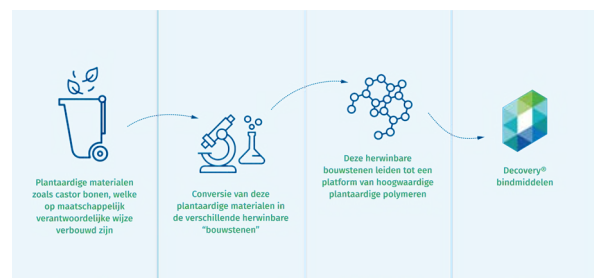 Plantaardige materialen
zoals castor bonen, welke
op maatschappelijk
verantwoordelijke wijze
verbouwd zijn
Conversie van deze
plantaardige materialen in
de verschillende herwinbare
“bouwstenen”
Deze herwinbare
bouwstenen leiden tot een
platform van hoogwaardige
plantaardige polymeren
Decovery®
bindmiddelen